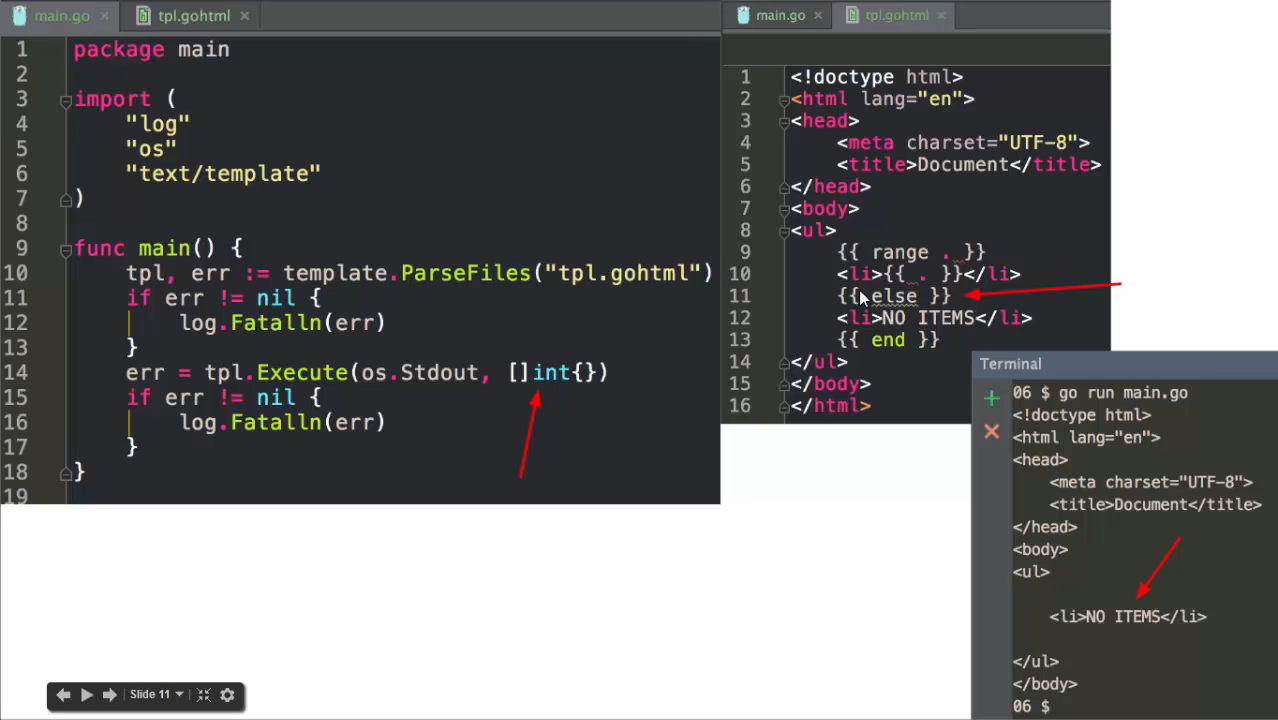 main.go × tpl.gohtml ×
1 package main
2
3 import (
4 "log"
5 "os"
6 "text/template"
7 )
8
9 func main() {
10 tpl, err := template.ParseFiles("tpl.gohtml")
11 if err != nil {
12 log.Fatalln(err)
13 }
14 err = tpl.Execute(os.Stdout, []int{})
15 if err != nil {
16 log.Fatalln(err)
17 }
18 }
19
main.go × tpl.gohtml ×
1 <!doctype html>
2 <html lang="en">
3 <head>
4 <meta charset="UTF-8">
5 <title>Document</title>
6 </head>
7 <body>
8 <ul>
9 {{ range . }}
10 <li>{{ . }}</li>
11 {{ else }}
12 <li>NO ITEMS</li>
13 {{ end }}
14 </ul>
15 </body>
16 </html>
Terminal
06 $ go run main.go
<!doctype html>
<html lang="en">
<head>
<meta charset="UTF-8">
<title>Document</title>
</head>
<body>
<ul>
<li>NO ITEMS</li>
</ul>
</body>
06 $
Slide 11